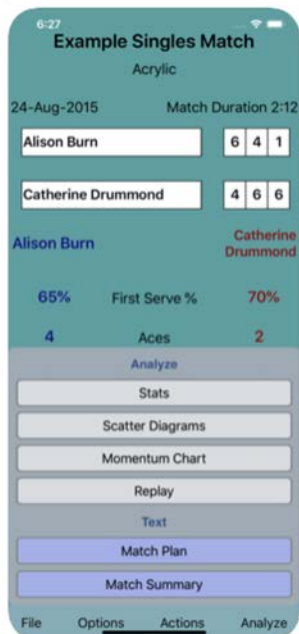 6:27
Example Singles Match
Acrylic
24-Aug-2015 Match Duration 2:12
Alison Burn 6 4 1
Catherine Drummond 4 6 6
Alison Burn Catherine Drummond
65% First Serve % 70%
4 Aces 2
Analyze
Stats
Scatter Diagrams
Momentum Chart
Replay
Text
Match Plan
Match Summary
File Options Actions Analyze